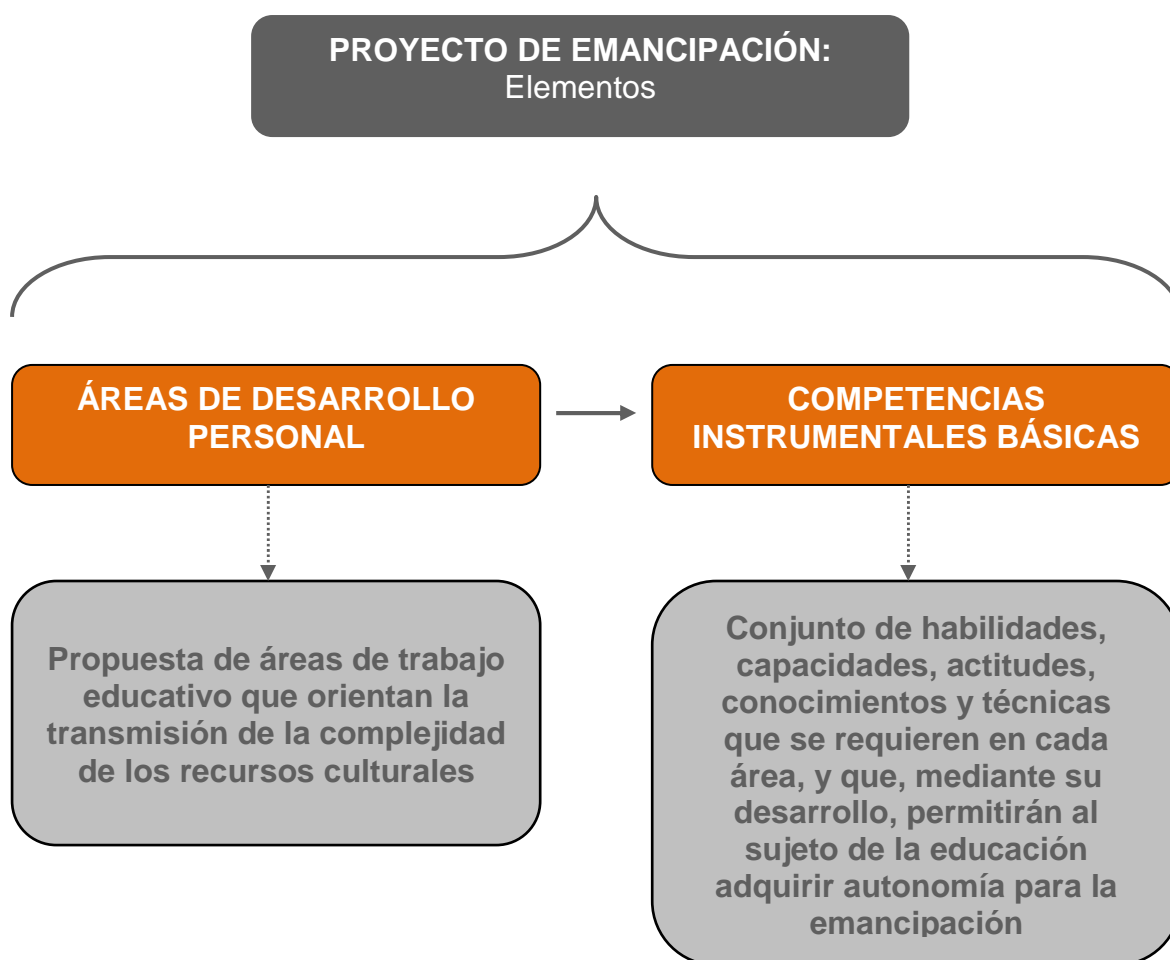 PROYECTO DE EMANCIPACIÓN:
Elementos
ÁREAS DE DESARROLLO
PERSONAL
COMPETENCIAS
INSTRUMENTALES BÁSICAS
Propuesta de áreas de trabajo
educativo que orientan la
transmisión de la complejidad
de los recursos culturales
Conjunto de habilidades,
capacidades, actitudes,
conocimientos y técnicas
que se requieren en cada
área, y que, mediante su
desarrollo, permitirán al
sujeto de la educación
adquirir autonomía para la
emancipación